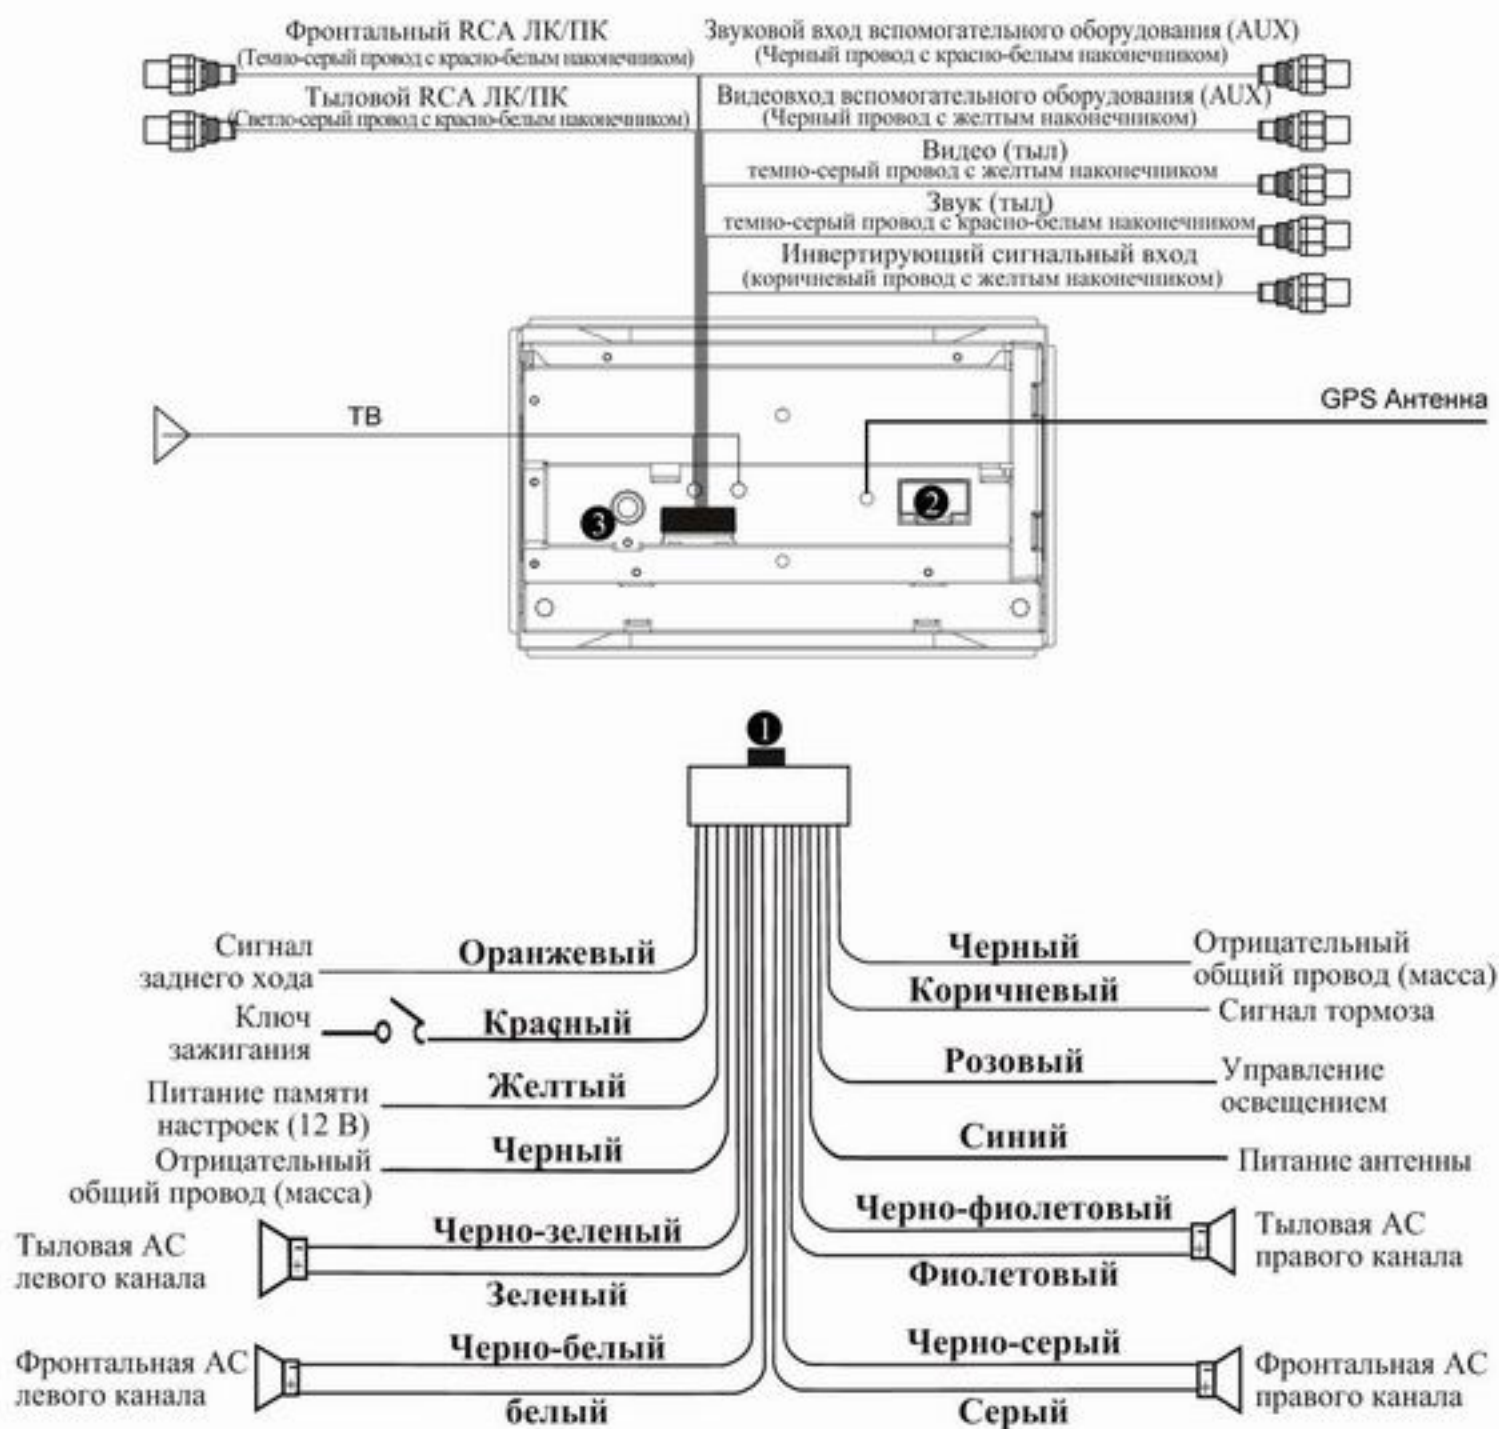 Фронтальный RCA ЛК/ПК
(Темно-серый провод с красно-белым наконечником)
Тыловой RCA ЛК/ПК
(Светло-серый провод с красно-белым наконечником)
Звуковой вход вспомогательного оборудования (AUX)
(Черный провод с красно-белым наконечником)
Видеовход вспомогательного оборудования (AUX)
(Черный провод с желтым наконечником)
Видео (тыл)
темно-серый провод с желтым наконечником
Звук (тыл)
темно-серый провод с красно-белым наконечником
Инвертирующий сигнальный вход
(коричневый провод с желтым наконечником)
ТВ
GPS Антенна
3
2
1
Сигнал
заднего хода
Оранжевый
Ключ
зажигания
Красный
Питание памяти
настроек (12 В)
Желтый
Отрицательный
общий провод (масса)
Черный
Тыловая АС
левого канала
- +
Черно-зеленый
Зеленый
Фронтальная АС
левого канала
- +
Черно-белый
белый
Черный
Отрицательный
общий провод (масса)
Коричневый
Сигнал тормоза
Розовый
Управление
освещением
Синий
Питание антенны
Черно-фиолетовый
Фиолетовый
- +
Тыловая АС
правого канала
Черно-серый
Серый
- +
Фронтальная АС
правого канала